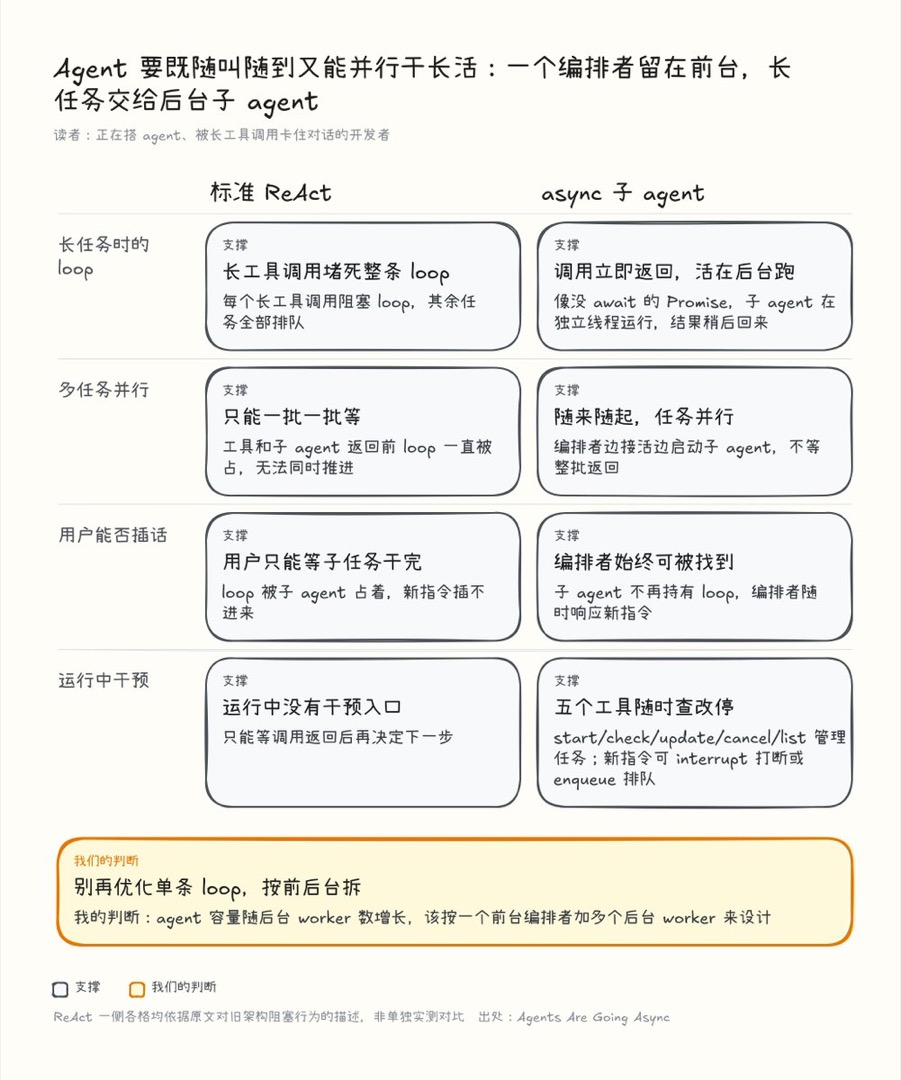 Agent 要既随叫随到又能并行干长活：一个编排者留在前台，长
任务交给后台子 agent
读者：正在搭 agent、被长工具调用卡住对话的开发者
标准 ReAct
async 子 agent
长任务时的
loop
支撑
长工具调用堵死整条 loop
每个长工具调用阻塞 loop，其余任
务全部排队
支撑
调用立即返回，活在后台跑
像没 await 的 Promise，子 agent 在
独立线程运行，结果稍后回来
多任务并行
支撑
只能一批一批等
工具和子 agent 返回前 loop 一直被
占，无法同时推进
支撑
随来随起，任务并行
编排者边接活边启动子 agent，不等
整批返回
用户能否插话
支撑
用户只能等子任务干完
loop 被子 agent 占着，新指令插不
进来
支撑
编排者始终可被找到
子 agent 不再持有 loop，编排者随
时响应新指令
运行中干预
支撑
运行中没有干预入口
只能等调用返回后再决定下一步
支撑
五个工具随时查改停
start/check/update/cancel/list 管理
任务；新指令可 interrupt 打断或
enqueue 排队
我们的判断
别再优化单条 loop，按前后台拆
我的判断：agent 容量随后台 worker 数增长，该按一个前台编排者加多个后台 worker 来设计
支撑
我们的判断
ReAct 一侧各格均依据原文对旧架构阻塞行为的描述，非单独实测对比 出处：Agents Are Going Async